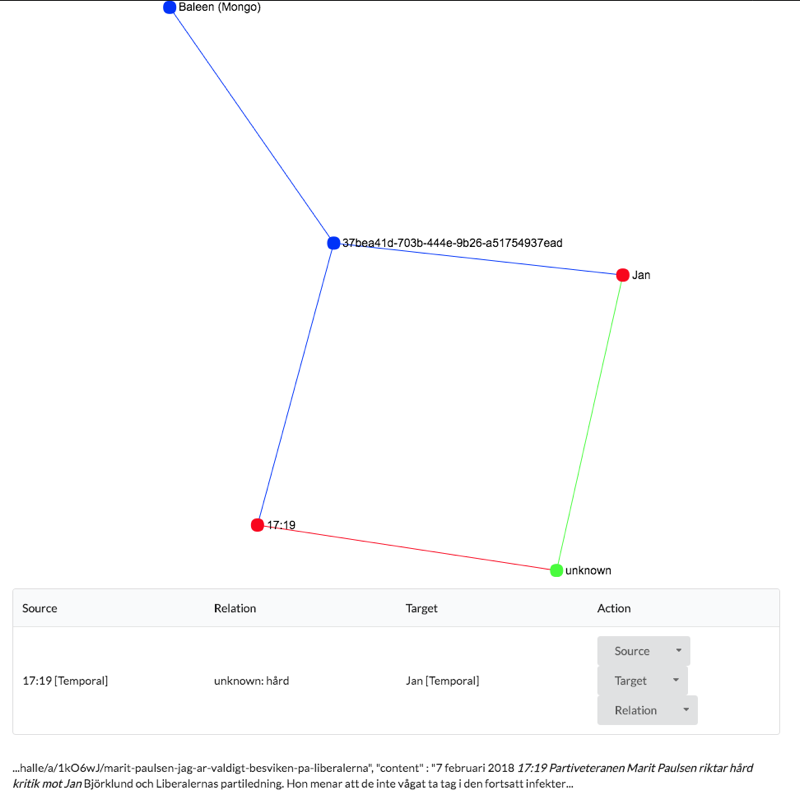 Baleen (Mongo)
37bea41d-703b-444e-9b26-a51754937ead
Jan
17:19
unknown
Source Relation Target Action
Source
17:19 [Temporal] unknown: hård Jan [Temporal] Target
Relation
...halle/a/1kO6wJ/marit-paulsen-jag-ar-valdigt-besviken-pa-liberalerna", "content" : "7 februari 2018 17:19 Partiveteranen Marit Paulsen riktar hård
kritik mot Jan Björklund och Liberalernas partiledning. Hon menar att de inte vågat ta tag i den fortsatt infekter...